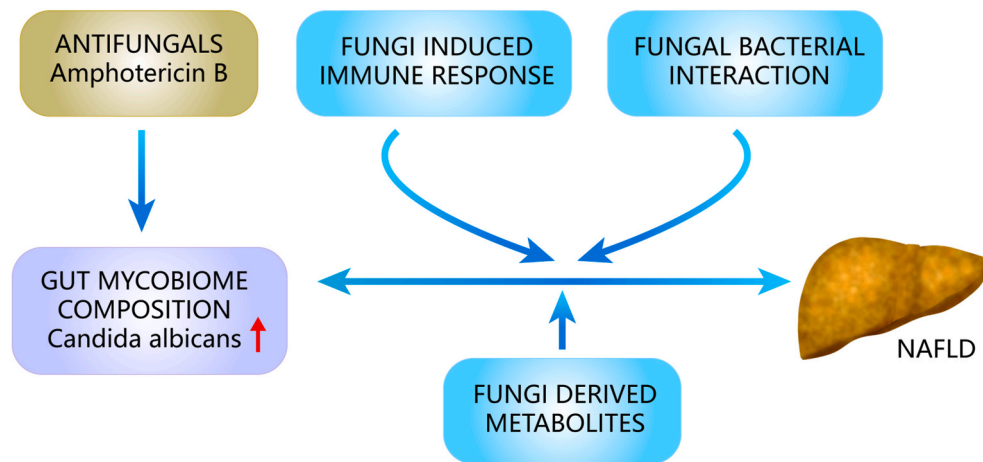 ANTIFUNGALS
Amphotericin B
FUNGI INDUCED
IMMUNE RESPONSE
FUNGAL BACTERIAL
INTERACTION
GUT MYCOBIOME
COMPOSITION
Candida albicans
NAFLD
FUNGI DERIVED
METABOLITES